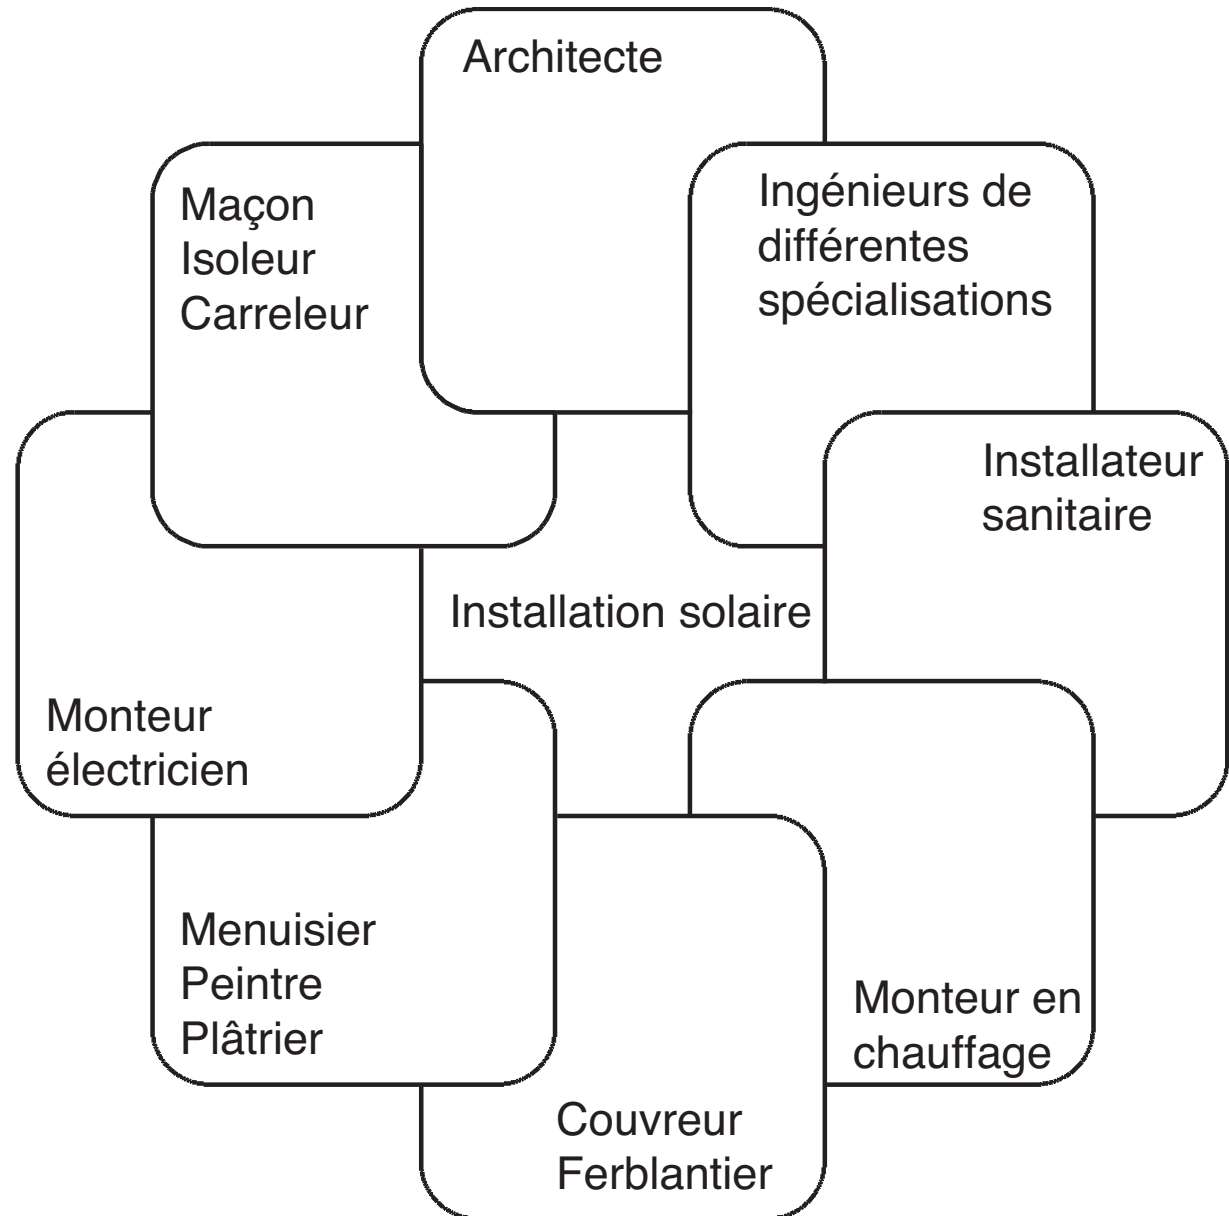 Architecte
Maçon
Isoleur
Carreleur
Ingénieurs de
différentes
spécialisations
Installateur
sanitaire
Installation solaire
Monteur
électricien
Menuisier
Peintre
Plâtrier
Monteur en
chauffage
Couvreur
Ferblantier